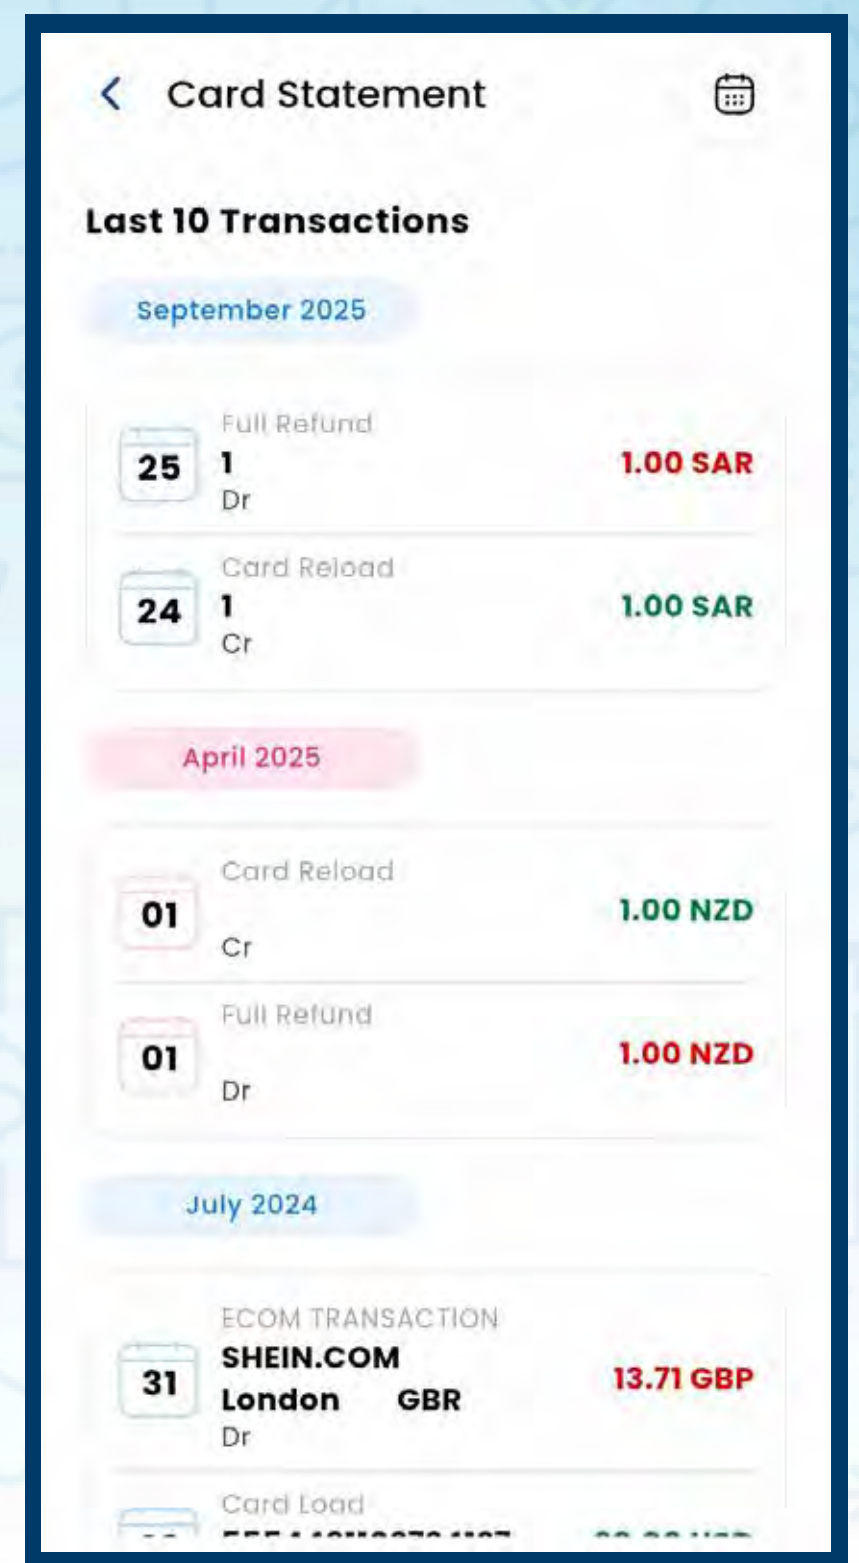 Card Statement
Last 10 Transactions
September 2025
Full Refund
25
1
1.00 SAR
Dr
Card Reload
24
1
1.00 SAR
Cr
April 2025
Card Reload
01
1.00 NZD
Cr
Full Refund
01
1.00 NZD
Dr
July 2024
ECOM TRANSACTION
SHEIN.COM
31
13.71 GBP
London GBR
Dr
Card Load